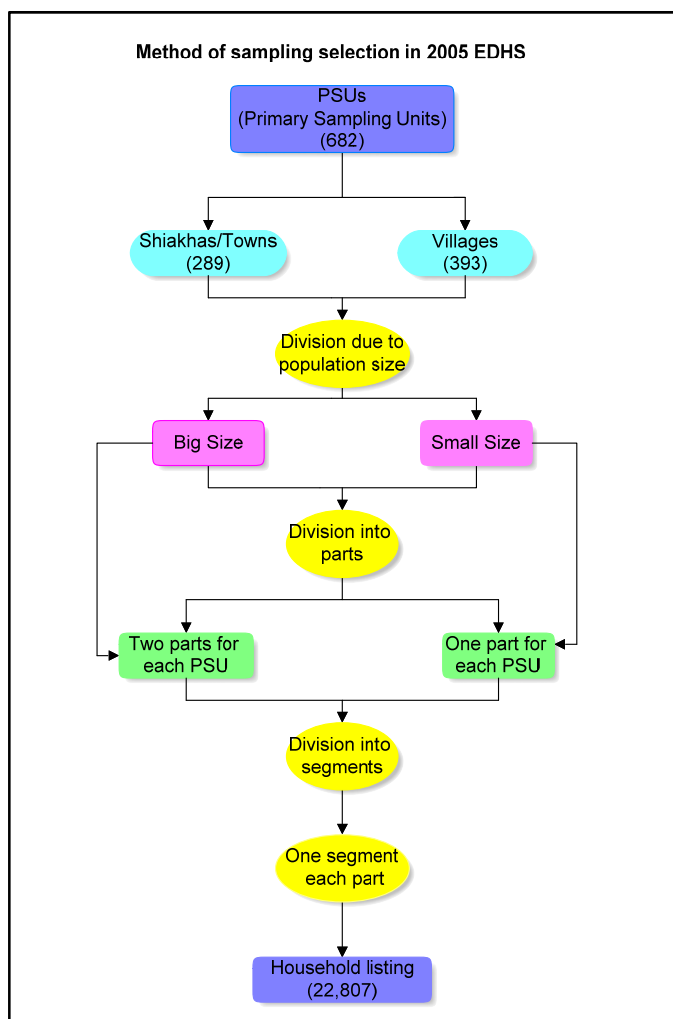 Method of sampling selection in 2005 EDHS
PSUs
(Primary Sampling Units)
(682)
Shiakhas/Towns
(289)
Villages
(393)
Division due to
population size
Big Size
Small Size
Division into
parts
Two parts for
each PSU
One part for
each PSU
Division into
segments
One segment
each part
Household listing
(22,807)